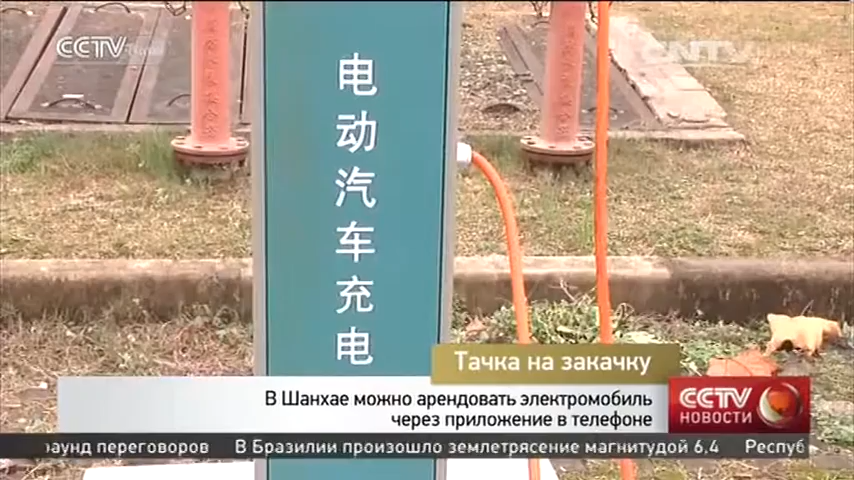 CCTV
CNTV
电动汽车充电
Тачка на закачку
В Шанхае можно арендовать электромобиль
через приложение в телефоне
CCTV
НОВОСТИ
раунд переговоров В Бразилии произошло землетрясение магнитудой 6,4 Респуб